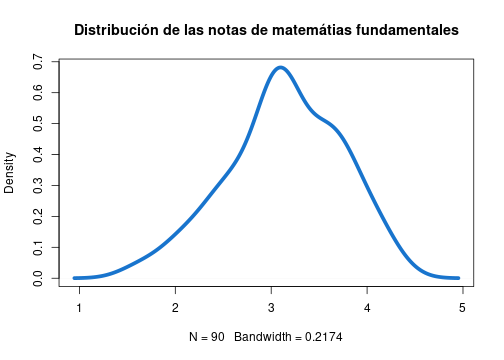 Distribución de las notas de matemátias fundamentales
Density
0.7
0.6
0.5
0.4
0.3
0.2
0.1
0.0
1 2 3 4 5
N = 90 Bandwidth = 0.2174